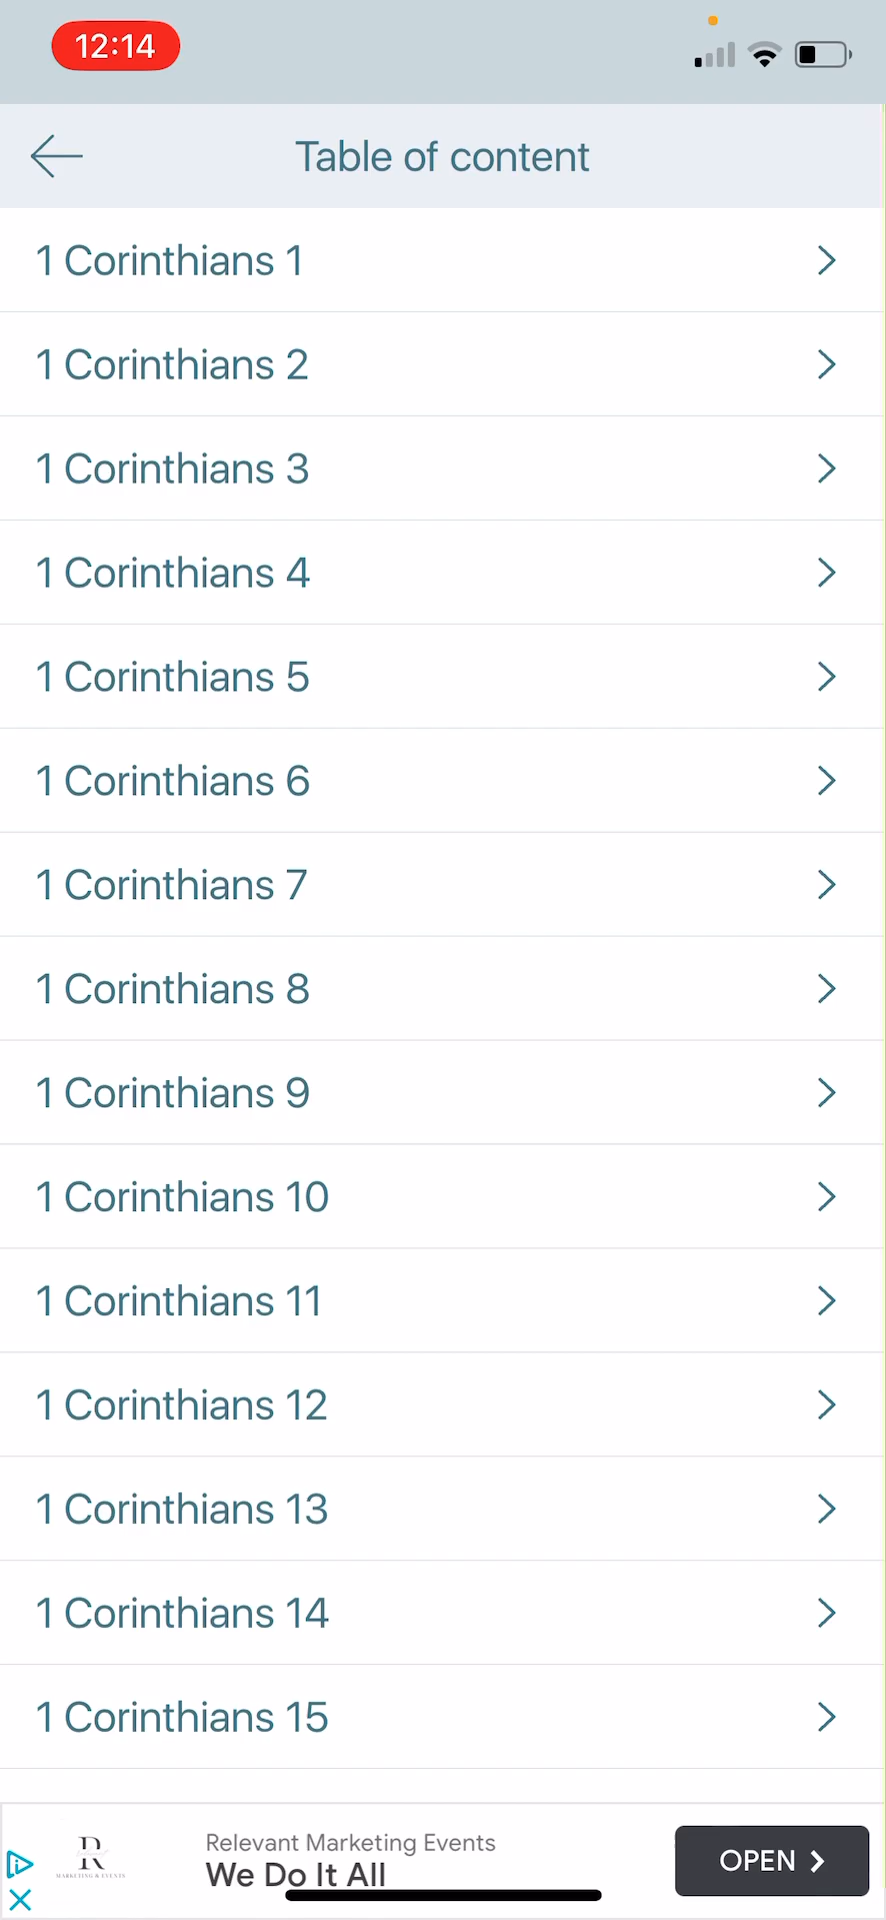 12:14
Table of content
1 Corinthians 1
1 Corinthians 2
1 Corinthians 3
1 Corinthians 4
1 Corinthians 5
1 Corinthians 6
1 Corinthians 7
1 Corinthians 8
1 Corinthians 9
1 Corinthians 10
1 Corinthians 11
1 Corinthians 12
1 Corinthians 13
1 Corinthians 14
1 Corinthians 15
R
MARKETING & EVENTS
Relevant Marketing Events
We Do It All
OPEN